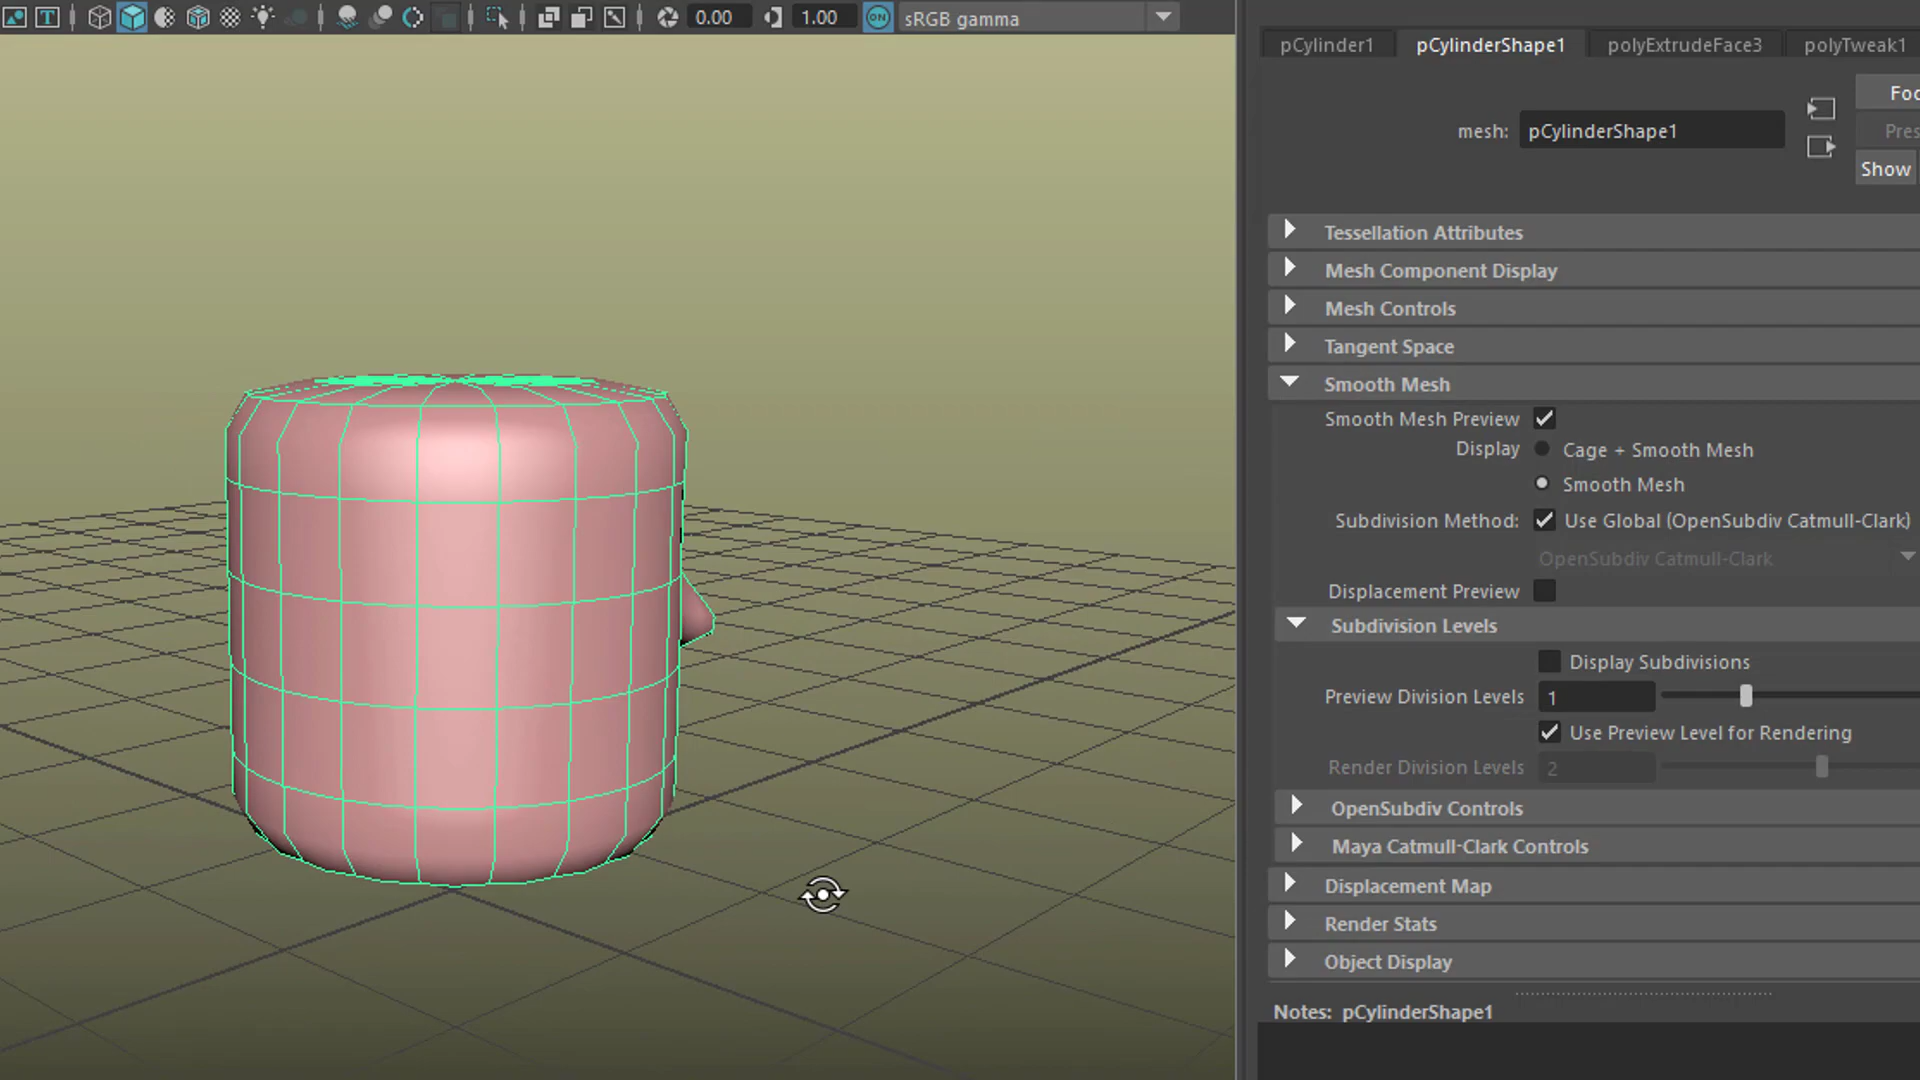 T
0.00
1.00
ON
sRGB gamma
pCylinder1
pCylinderShape1
polyExtrudeFace3
polyTweak1
mesh:
pCylinderShape1
Foc
Pres
Show
Tessellation Attributes
Mesh Component Display
Mesh Controls
Tangent Space
Smooth Mesh
Smooth Mesh Preview
Display
Cage + Smooth Mesh
Smooth Mesh
Subdivision Method:
Use Global (OpenSubdiv Catmull-Clark)
OpenSubdiv Catmull-Clark
Displacement Preview
Subdivision Levels
Display Subdivisions
Preview Division Levels
1
Use Preview Level for Rendering
Render Division Levels
2
OpenSubdiv Controls
Maya Catmull-Clark Controls
Displacement Map
Render Stats
Object Display
Notes: pCylinderShape1